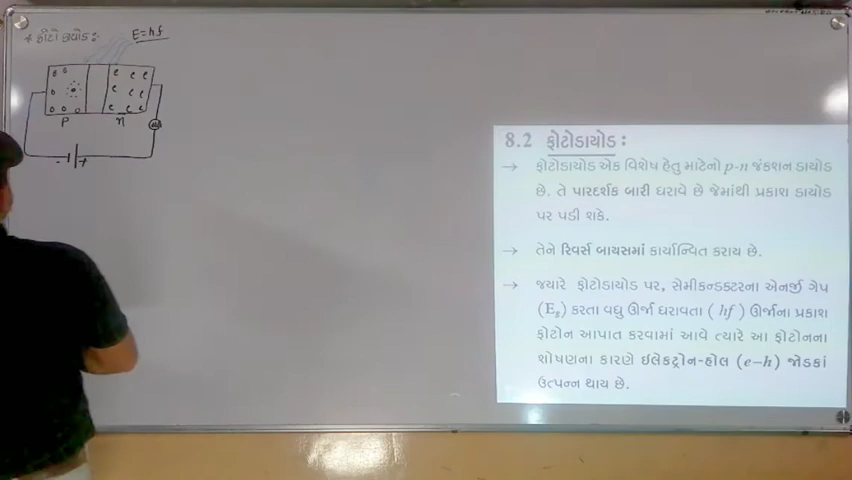 * ફોટો ડાયોડ :-
E=hf
P
n
- +
8.2 ફોટોડાયોડ :
→ ફોટોડાયોડ એક વિશેષ હેતુ માટેનો p-n જંકશન ડાયોડ
છે. તે પારદર્શક બારી ધરાવે છે જેમાંથી પ્રકાશ ડાયોડ
પર પડી શકે.
→ તેને રિવર્સ બાયસમાં કાર્યાન્વિત કરાય છે.
→ જ્યારે ફોટોડાયોડ પર, સેમીકન્ડક્ટરના એનર્જી ગેપ
(Eg) કરતા વધુ ઊર્જા ધરાવતા ( hf ) ઊર્જાના પ્રકાશ
ફોટોન આપાત કરવામાં આવે ત્યારે આ ફોટોનના
શોષણના કારણે ઇલેક્ટ્રોન-હોલ (e–h) જોડકાં
ઉત્પન્ન થાય છે.